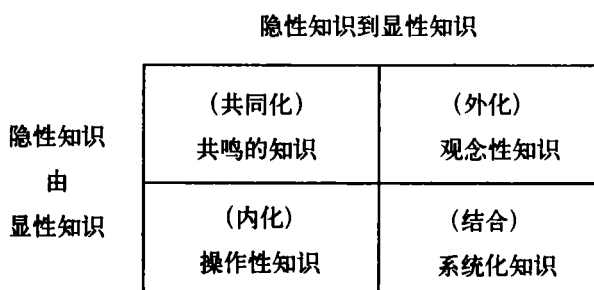 隐性知识到显性知识
(共同化) (外化)
隐性知识 共鸣的知识 观念性知识
由
显性知识 (内化) (结合)
操作性知识 系统化知识